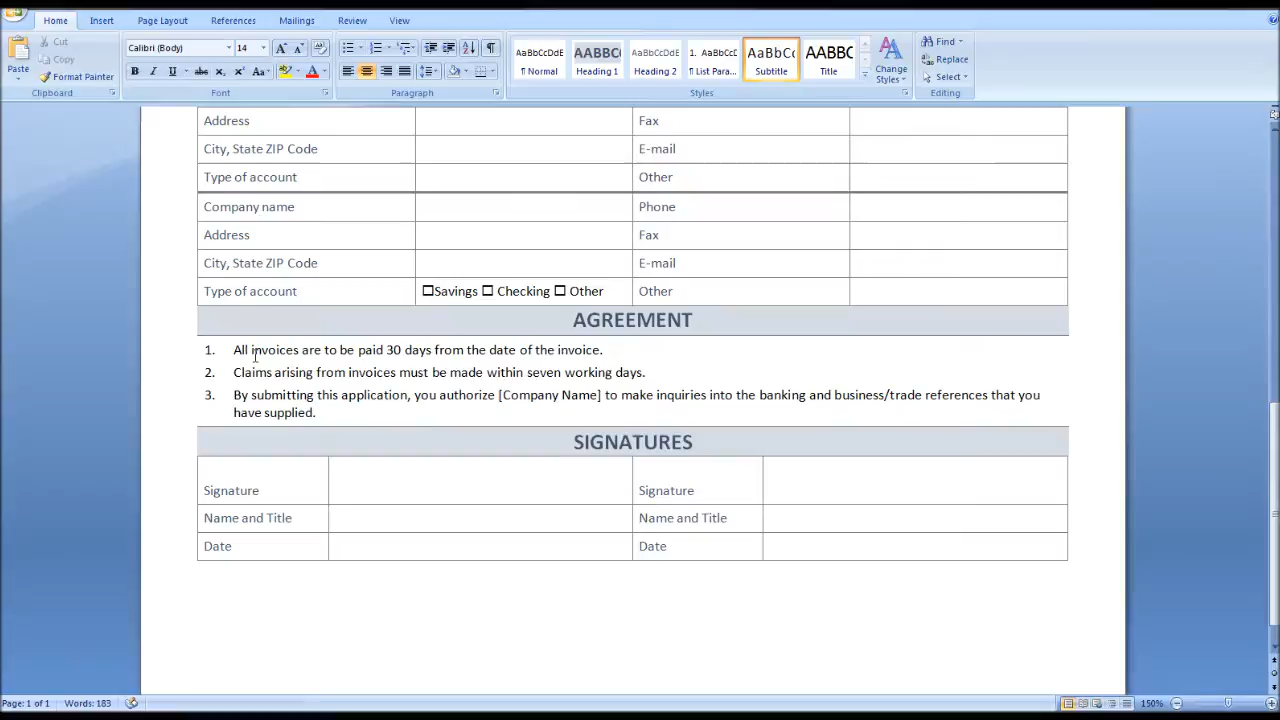 Home Insert Page Layout References Mailings Review View
Cut
Copy
Format Painter
Paste
Clipboard
Calibri (Body) 14
B I U abc x₂ x² Aa
Font
Paragraph
AaBbCcDdE AABBC AaBbCcDdE 1. AaBbCcD AaBbCc AABBC
¶ Normal Heading 1 Heading 2 ¶ List Para... Subtitle Title
Change Styles
Styles
Find
Replace
Select
Editing
Address Fax
City, State ZIP Code E-mail
Type of account Other
Company name Phone
Address Fax
City, State ZIP Code E-mail
Type of account ☐Savings ☐ Checking ☐ Other Other
AGREEMENT
1. All invoices are to be paid 30 days from the date of the invoice.
2. Claims arising from invoices must be made within seven working days.
3. By submitting this application, you authorize [Company Name] to make inquiries into the banking and business/trade references that you
have supplied.
SIGNATURES
Signature Signature
Name and Title Name and Title
Date Date
Page: 1 of 1 Words: 183 150%